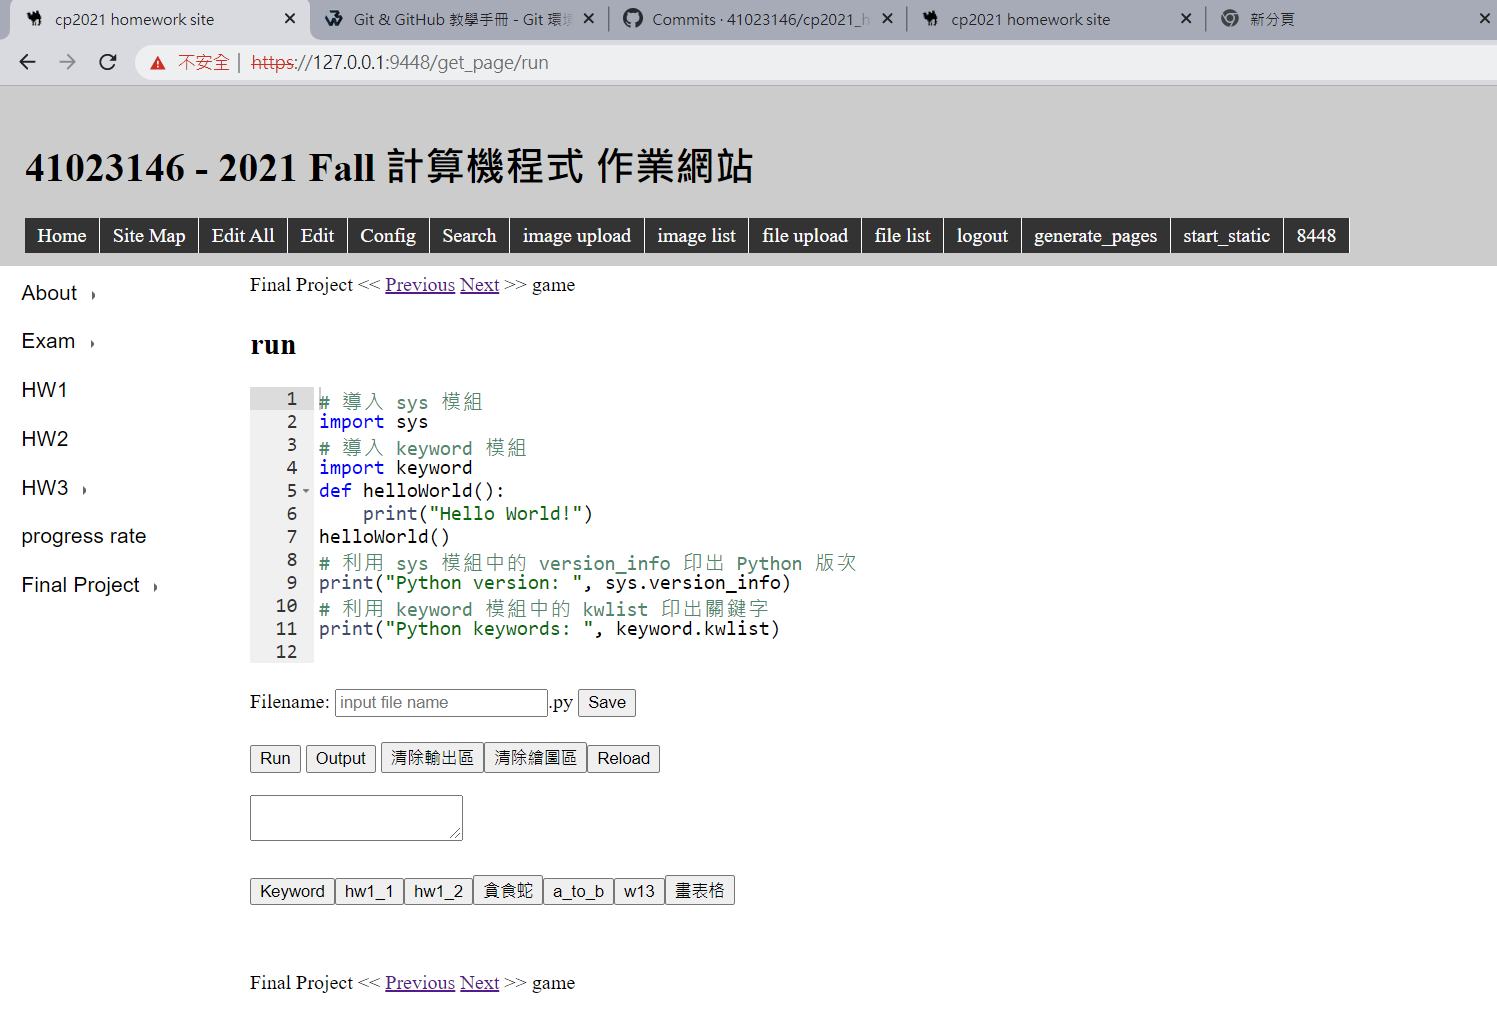 cp2021 homework site
Git & GitHub 教學手冊 - Git 環境
Commits · 41023146/cp2021_h
cp2021 homework site
新分頁
不安全 | https://127.0.0.1:9448/get_page/run
41023146 - 2021 Fall 計算機程式 作業網站
Home Site Map Edit All Edit Config Search image upload image list file upload file list logout generate_pages start_static 8448
About
Exam
HW1
HW2
HW3
progress rate
Final Project
Final Project << Previous Next >> game
run
1 # 導入 sys 模組
2 import sys
3 # 導入 keyword 模組
4 import keyword
5 def helloWorld():
6     print("Hello World!")
7 helloWorld()
8 # 利用 sys 模組中的 version_info 印出 Python 版次
9 print("Python version: ", sys.version_info)
10 # 利用 keyword 模組中的 kwlist 印出關鍵字
11 print("Python keywords: ", keyword.kwlist)
12
Filename: input file name .py Save
Run Output 清除輸出區 清除繪圖區 Reload
Keyword hw1_1 hw1_2 貪食蛇 a_to_b w13 畫表格
Final Project << Previous Next >> game